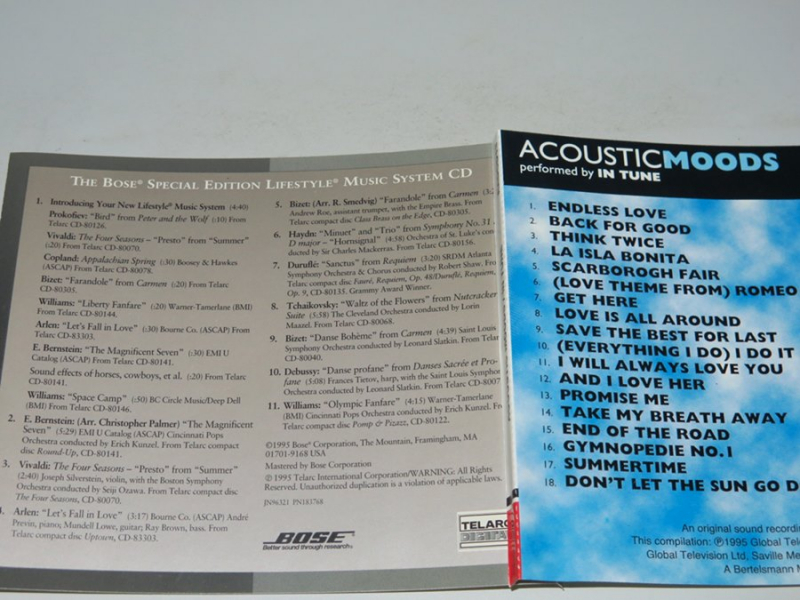 THE BOSE® SPECIAL EDITION LIFESTYLE® MUSIC SYSTEM CD
1. Introducing Your New Lifestyle® Music System (4:40)
Prokofiev: "Bird" from Peter and the Wolf (:10) From
Telarc CD-80126.
Vivaldi: The Four Seasons – "Presto" from "Summer"
(:20) From Telarc CD-80070.
Copland: Appalachian Spring (:30) Boosey & Hawkes
(ASCAP) From Telarc CD-80078.
Bizet: "Farandole" from Carmen (:20) From Telarc
CD-80305.
Williams: "Liberty Fanfare" (:20) Warner-Tamerlane (BMI)
From Telarc
Arlen: "Let's Fall in Love" (:30) Bourne Co. (ASCAP) From
Telarc CD-83303.
E. Bernstein: "The Magnificent Seven" (:30) EMI U
Catalog (ASCAP) From Telarc CD-80141.
Sound effects of horses, cowboys, et al. (:20) From Telarc
CD-80141.
Williams: "Space Camp" (:50) BC Circle Music/Deep Dell
(BMI) From Telarc CD-80146.
2. E. Bernstein: (Arr. Christopher Palmer) "The Magnificent
Seven" (5:29) EMI U Catalog (ASCAP) Cincinnati Pops
Orchestra conducted by Erich Kunzel. From Telarc compact
disc Round-Up, CD-80141.
3. Vivaldi: The Four Seasons – "Presto" from "Summer"
(2:40) Joseph Silverstein, violin, with the Boston Symphony
Orchestra conducted by Seiji Ozawa. From Telarc compact disc
The Four Seasons, CD-80070.
Arlen: "Let's Fall in Love" (3:17) Bourne Co. (ASCAP) André
Previn, piano, Mundell Lowe, guitar; Ray Brown, bass. From
Telarc compact disc Uptown, CD-83303.
5. Bizet: (Arr. R. Smedvig) "Farandole" from Carmen
Andrew Roe, assistant trumpet, with the Empire Brass. From
Telarc compact disc Class Brass on the Edge, CD-80305.
6. Haydn: "Minuet" and "Trio" from Symphony No. 31
D major – "Hornsignal" (4:58) Orchestra of St. Luke's con-
ducted by Sir Charles Mackerras. From Telarc CD-80156.
7. Duruflé: "Sanctus" from Requiem (3:20) SRDM Atlanta
Symphony Orchestra & Chorus conducted by Robert Shaw. From
Telarc compact disc Fauré, Requiem, Op. 48/Duruflé, Requiem,
Op. 9, CD-80135. Grammy Award Winner.
8. Tchaikovsky: "Waltz of the Flowers" from Nutcracker
Suite (5:58) The Cleveland Orchestra conducted by Lorin
Maazel. From Telarc CD-80068.
9. Bizet: "Danse Bohème" from Carmen (4:39) Saint Louis
Symphony Orchestra conducted by Leonard Slatkin. From Telarc
CD-80040.
10. Debussy: "Danse profane" from Danses Sacrée et Pro-
fane (5:08) Frances Tietov, harp, with the Saint Louis Symphony
Orchestra conducted by Leonard Slatkin. From Telarc CD-8007
11. Williams: "Olympic Fanfare" (4:15) Warner-Tamerlane
(BMI) Cincinnati Pops Orchestra conducted by Erich Kunzel. From
Telarc compact disc Pomp & Pizazz, CD-80122.
©1995 Bose® Corporation, The Mountain, Framingham, MA
01701-9168 USA
Mastered by Bose Corporation
℗ 1995 Telarc International Corporation/WARNING: All Rights
Reserved. Unauthorized duplication is a violation of applicable laws.
JN96321 PN183768
BOSE®
Better sound through research®
TELARC
DIGITAL
ACOUSTICMOODS
performed by IN TUNE
1. ENDLESS LOVE
2. BACK FOR GOOD
3. THINK TWICE
4. LA ISLA BONITA
5. SCARBOROGH FAIR
6. (LOVE THEME FROM) ROMEO
7. GET HERE
8. LOVE IS ALL AROUND
9. SAVE THE BEST FOR LAST
10. (EVERYTHING I DO) I DO IT
11. I WILL ALWAYS LOVE YOU
12. AND I LOVE HER
13. PROMISE ME
14. TAKE MY BREATH AWAY
15. END OF THE ROAD
16. GYMNOPEDIE NO.1
17. SUMMERTIME
18. DON'T LET THE SUN GO D
An original sound recordin
This compilation: ℗1995 Global Tele
Global Television Ltd, Saville Me
A Bertelsmann M